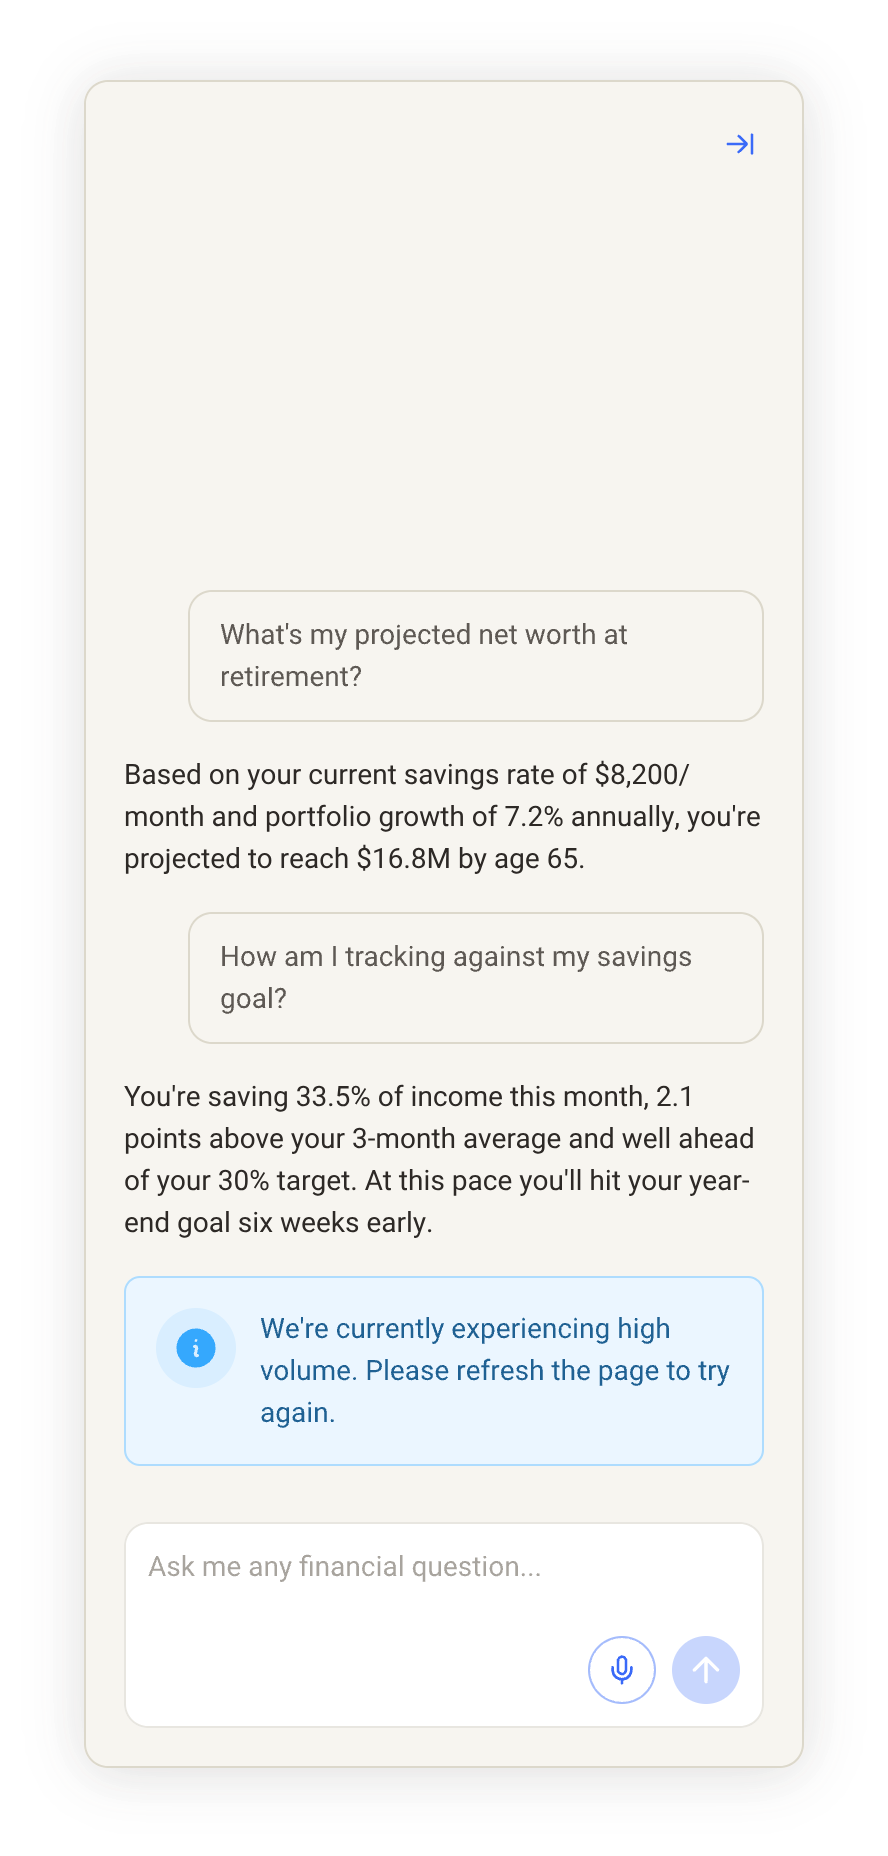 What's my projected net worth at
retirement?
Based on your current savings rate of $8,200/
month and portfolio growth of 7.2% annually, you're
projected to reach $16.8M by age 65.
How am I tracking against my savings
goal?
You're saving 33.5% of income this month, 2.1
points above your 3-month average and well ahead
of your 30% target. At this pace you'll hit your year-
end goal six weeks early.
We're currently experiencing high
volume. Please refresh the page to try
again.
Ask me any financial question...